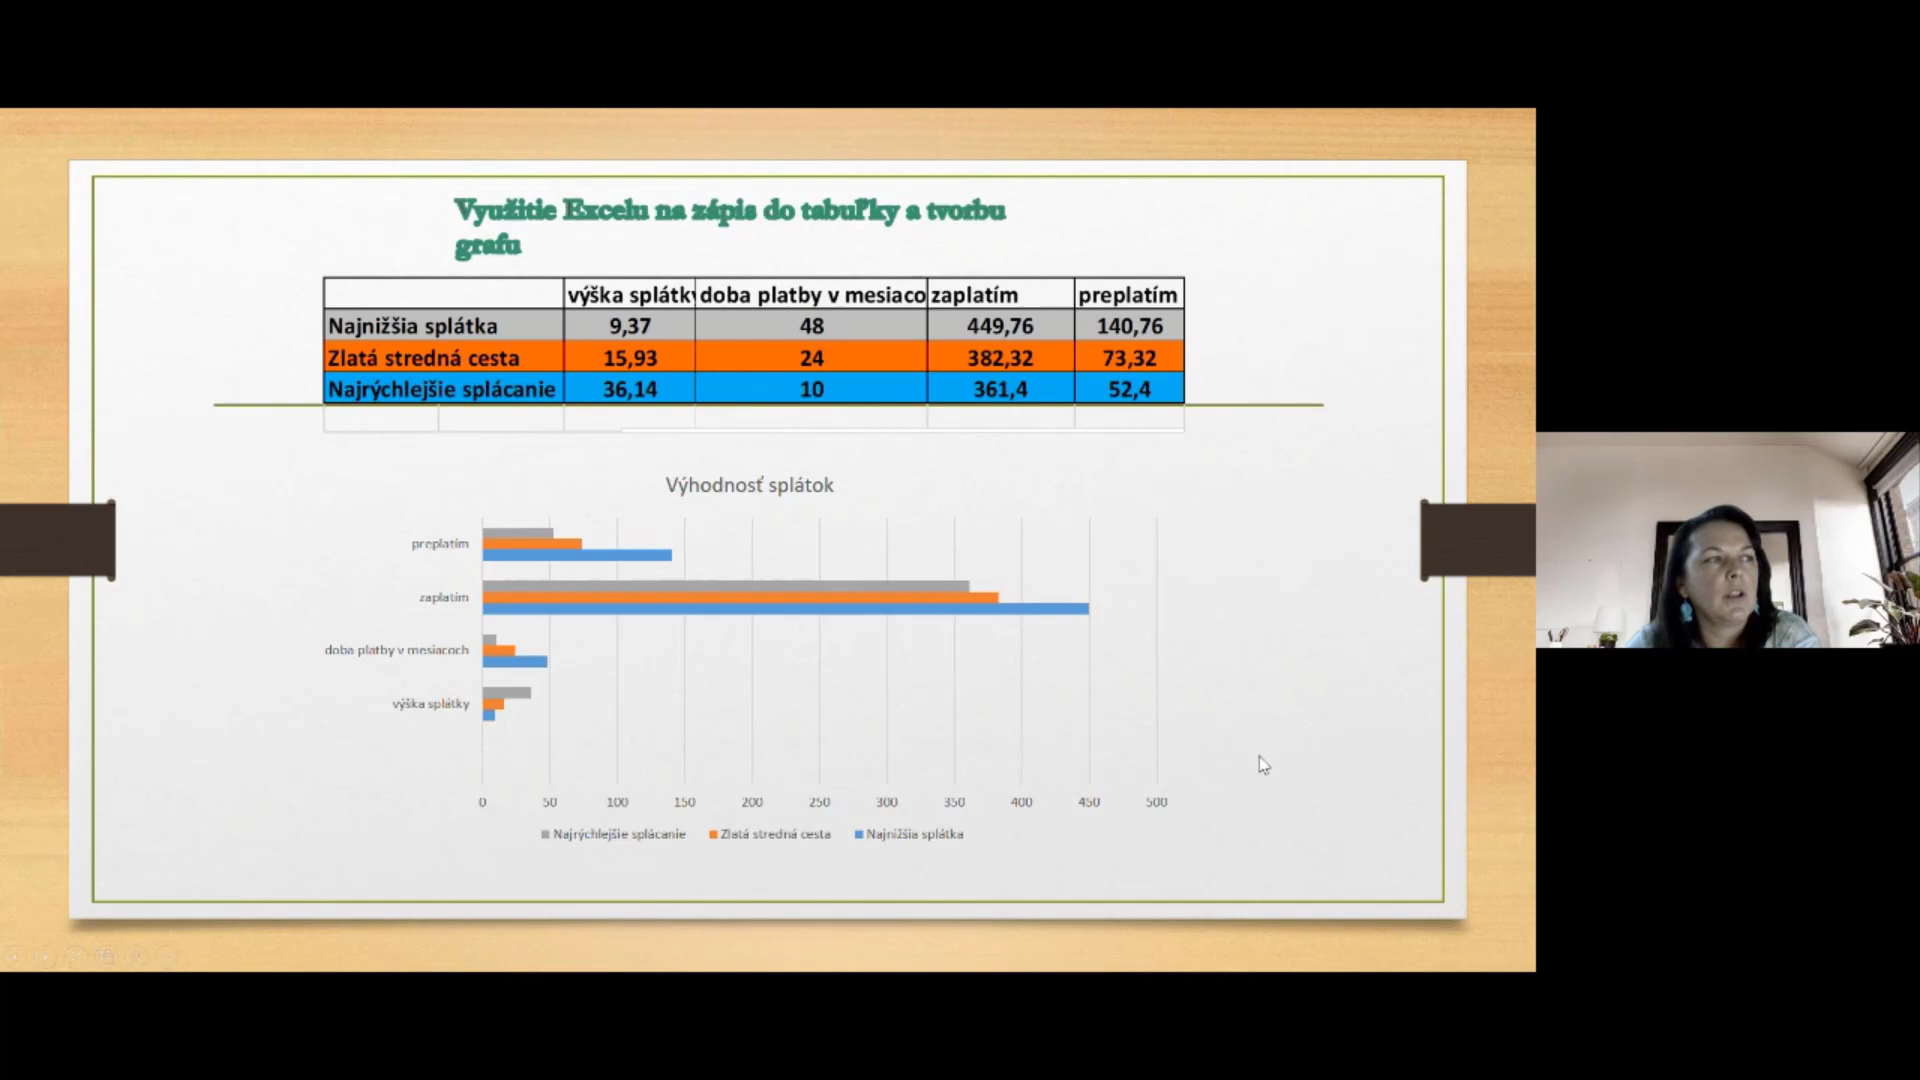 Využitie Excelu na zápis do tabuľky a tvorbu
grafu
výška splátky doba platby v mesiaco zaplatím preplatím
Najnižšia splátka 9,37 48 449,76 140,76
Zlatá stredná cesta 15,93 24 382,32 73,32
Najrýchlejšie splácanie 36,14 10 361,4 52,4
Výhodnosť splátok
preplatím
zaplatím
doba platby v mesiacoch
výška splátky
0 50 100 150 200 250 300 350 400 450 500
Najrýchlejšie splácanie Zlatá stredná cesta Najnižšia splátka